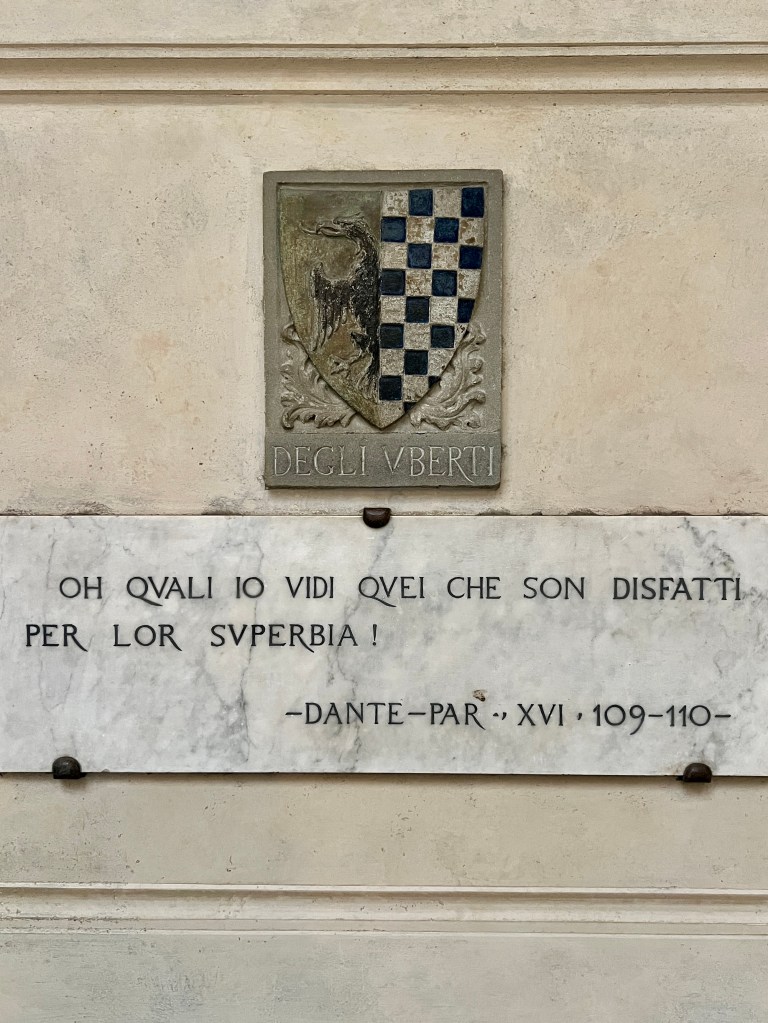 DEGLI VBERTI
OH QVALI IO VIDI QVEI CHE SON DISFATTI
PER LOR SVPERBIA !
–DANTE–PAR ., XVI , 109–110–